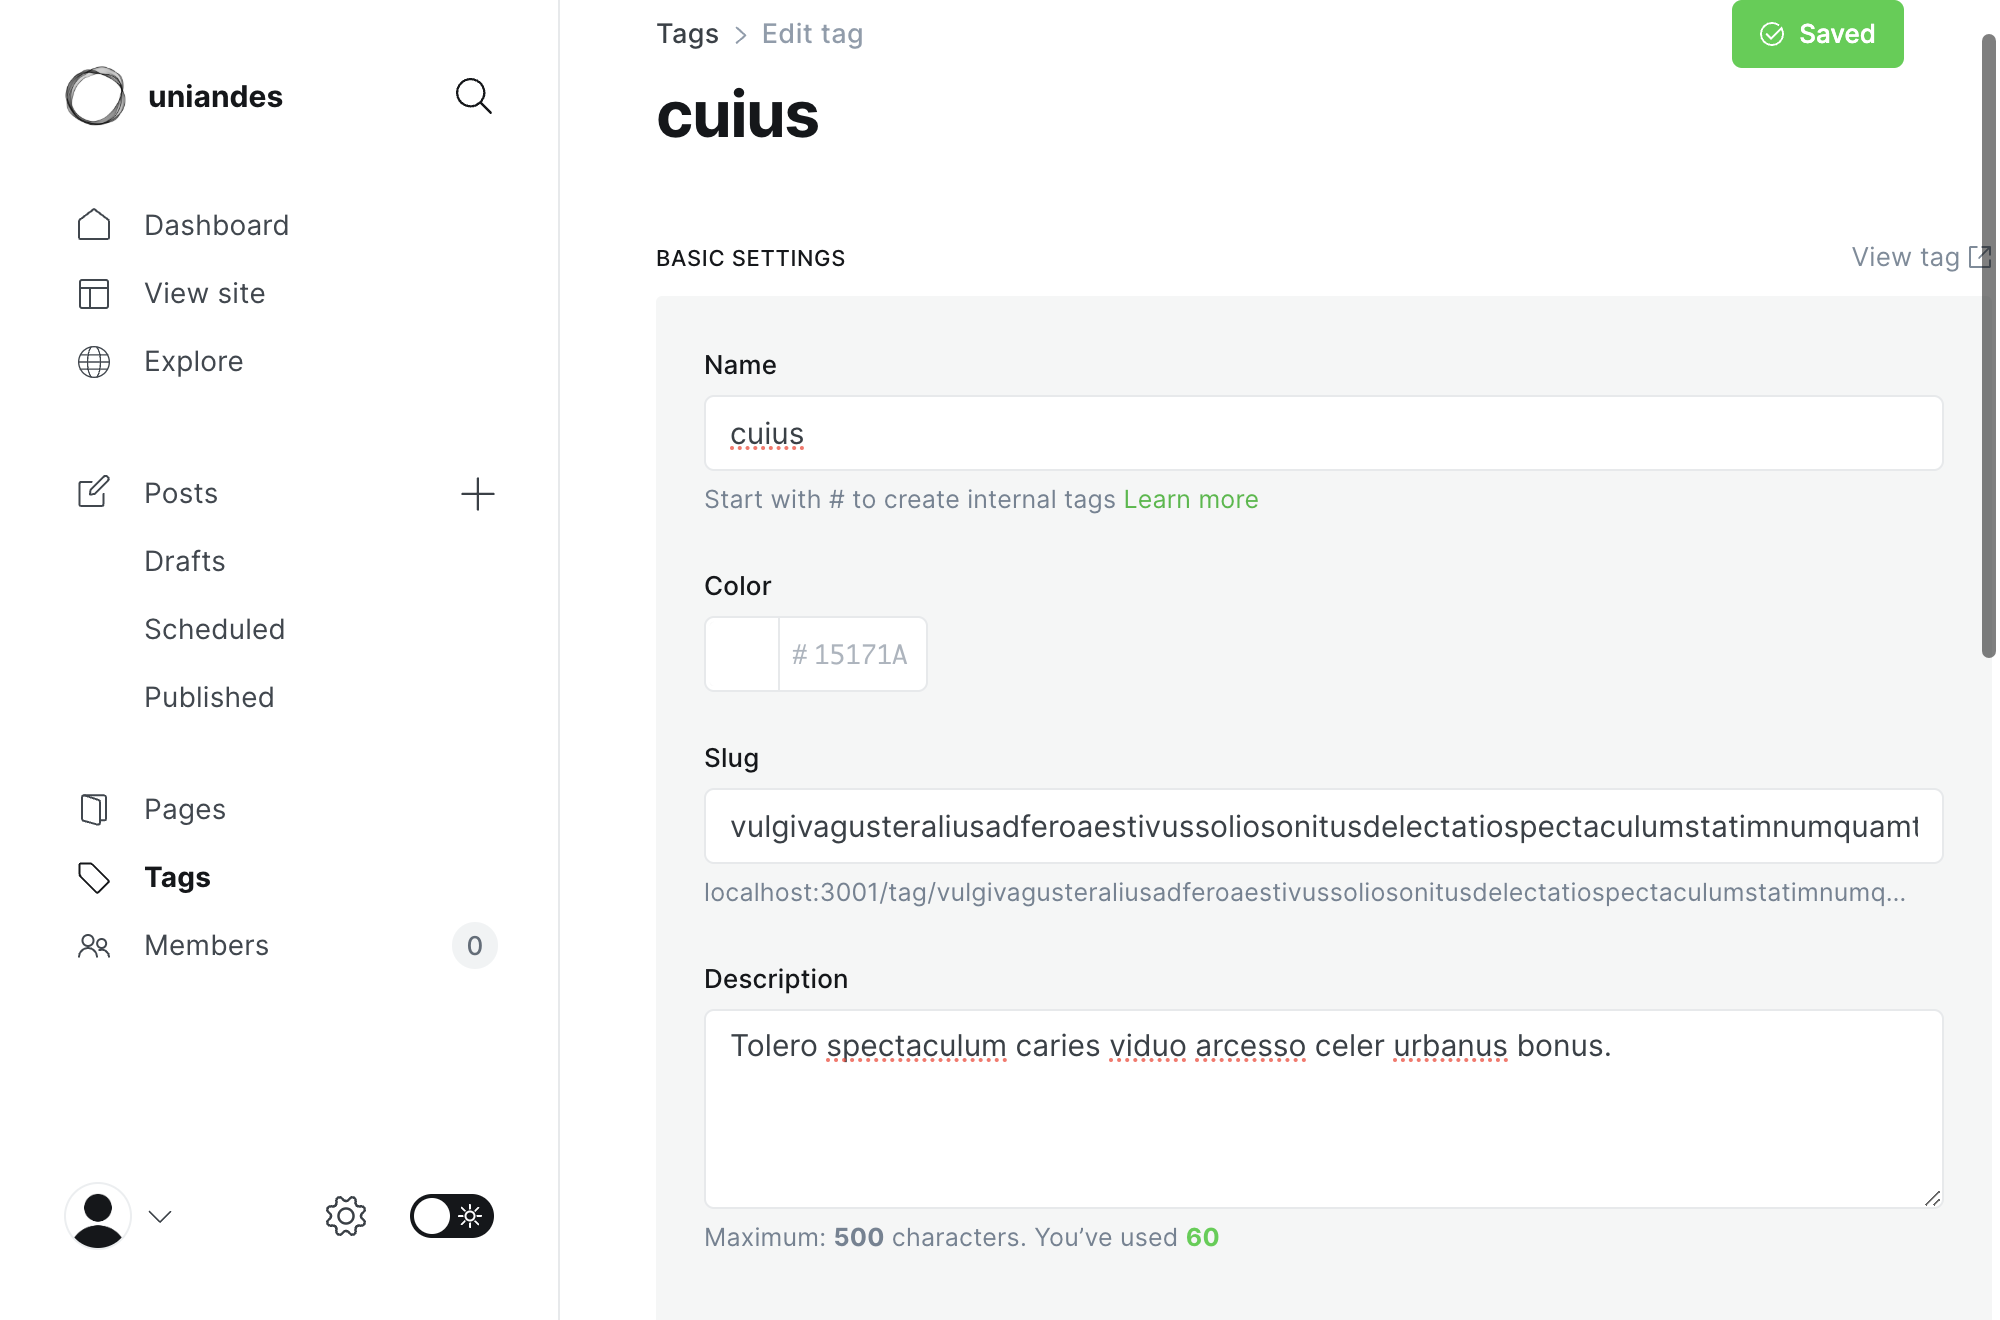 uniandes
Dashboard
View site
Explore
Posts
Drafts
Scheduled
Published
Pages
Tags
Members
0
Tags > Edit tag
Saved
cuius
BASIC SETTINGS
View tag
Name
cuius
Start with # to create internal tags Learn more
Color
# 15171A
Slug
vulgivagusteraliusadferoaestivussoliosonitusdelectatiospectaculumstatimnumquamt
localhost:3001/tag/vulgivagusteraliusadferoaestivussoliosonitusdelectatiospectaculumstatimnumq...
Description
Tolero spectaculum caries viduo arcesso celer urbanus bonus.
Maximum: 500 characters. You’ve used 60